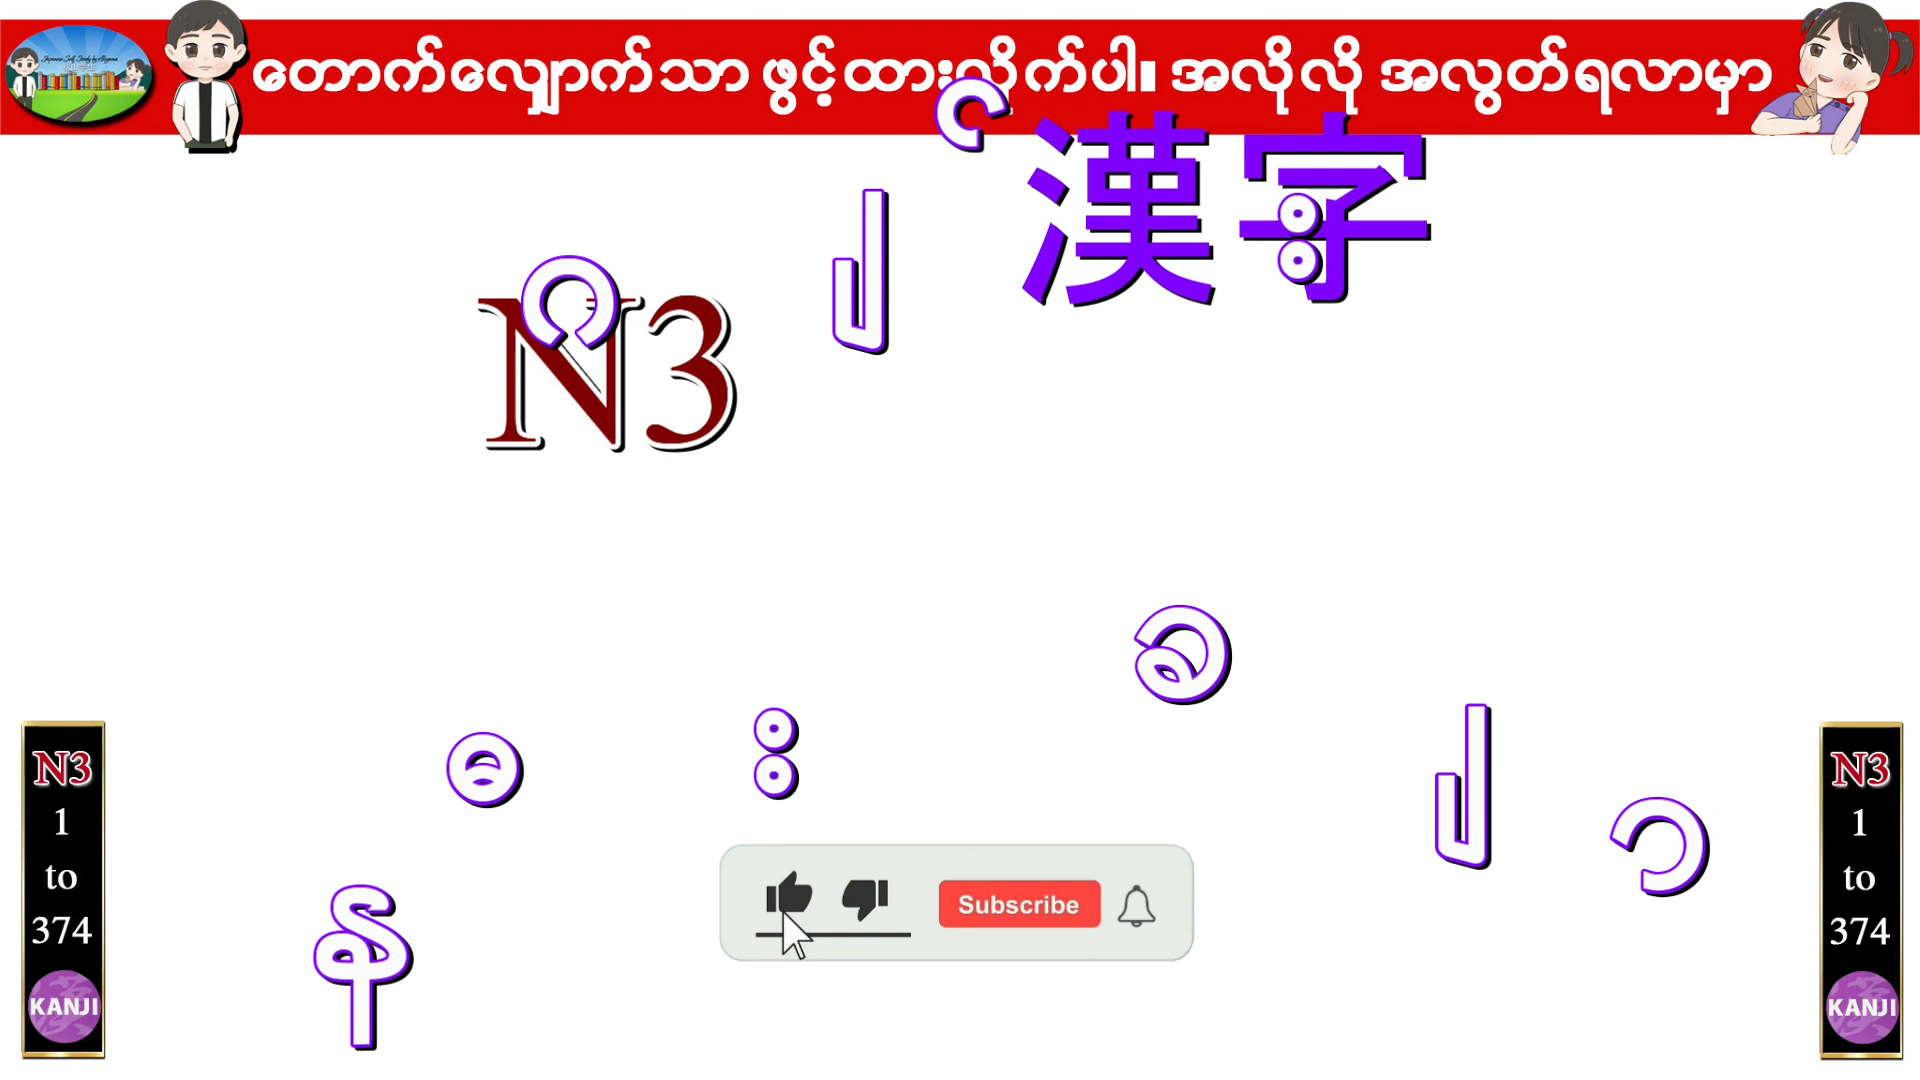 တောက်လျှောက်သာ ဖွင့်ထားလိုက်ပါ။ အလိုလို အလွတ်ရလာမှာ
漢字
N3
N3
1
to
374
KANJI
Subscribe
N3
1
to
374
KANJI